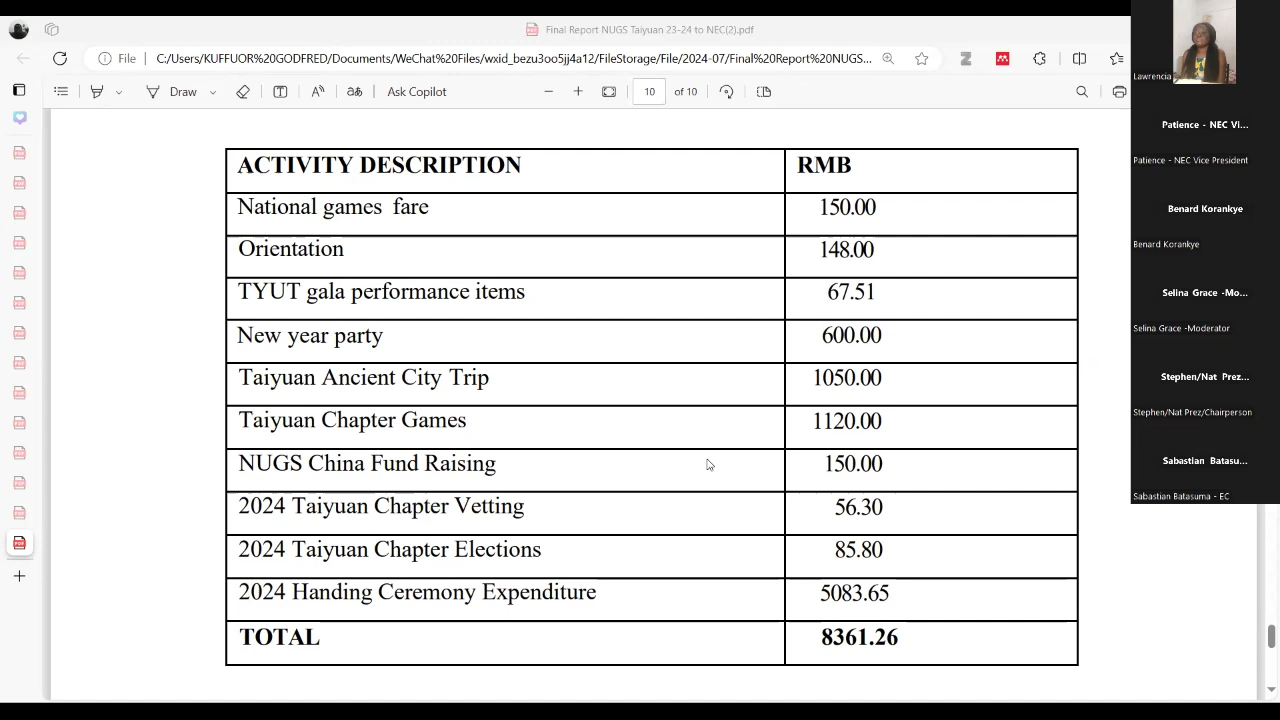 Final Report NUGS Taiyuan 23-24 to NEC(2).pdf
File C:/Users/KUFFUOR%20GODFERED/Documents/WeChat%20Files/wxid_bezu3oo5jj4a12/FileStorage/File/2024-07/Final%20Report%20NUGS...
Draw Ask Copilot 10 of 10
ACTIVITY DESCRIPTION RMB
National games fare 150.00
Orientation 148.00
TYUT gala performance items 67.51
New year party 600.00
Taiyuan Ancient City Trip 1050.00
Taiyuan Chapter Games 1120.00
NUGS China Fund Raising 150.00
2024 Taiyuan Chapter Vetting 56.30
2024 Taiyuan Chapter Elections 85.80
2024 Handing Ceremony Expenditure 5083.65
TOTAL 8361.26
Lawrencia
Patience - NEC Vi...
Patience - NEC Vice President
Benard Korankye
Benard Korankye
Selina Grace -Mo...
Selina Grace -Moderator
Stephen/Nat Prez...
Stephen/Nat Prez/Chairperson
Sabastian Batasu...
Sabastian Batasuma - EC